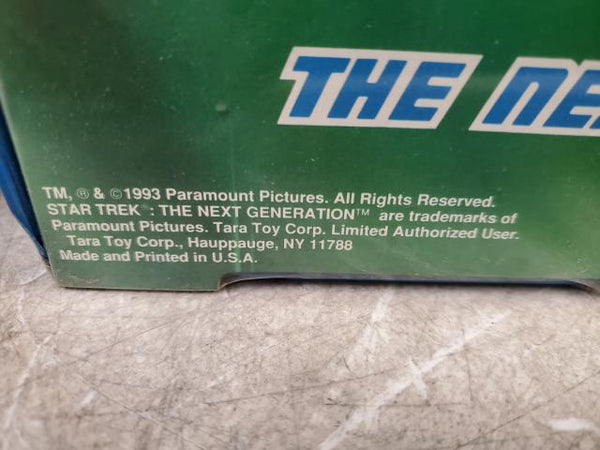 THE NE
TM, ® & ©1993 Paramount Pictures. All Rights Reserved.
STAR TREK : THE NEXT GENERATION™ are trademarks of
Paramount Pictures. Tara Toy Corp. Limited Authorized User.
Tara Toy Corp., Hauppauge, NY 11788
Made and Printed in U.S.A.